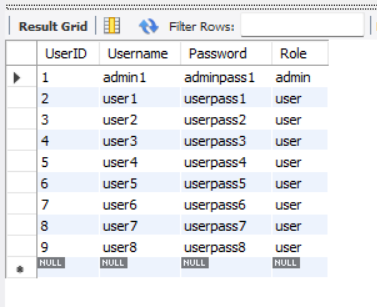 Result Grid Filter Rows:
UserID Username Password Role
1 admin1 adminpass1 admin
2 user1 userpass1 user
3 user2 userpass2 user
4 user3 userpass3 user
5 user4 userpass4 user
6 user5 userpass5 user
7 user6 userpass6 user
8 user7 userpass7 user
9 user8 userpass8 user
NULL NULL NULL NULL